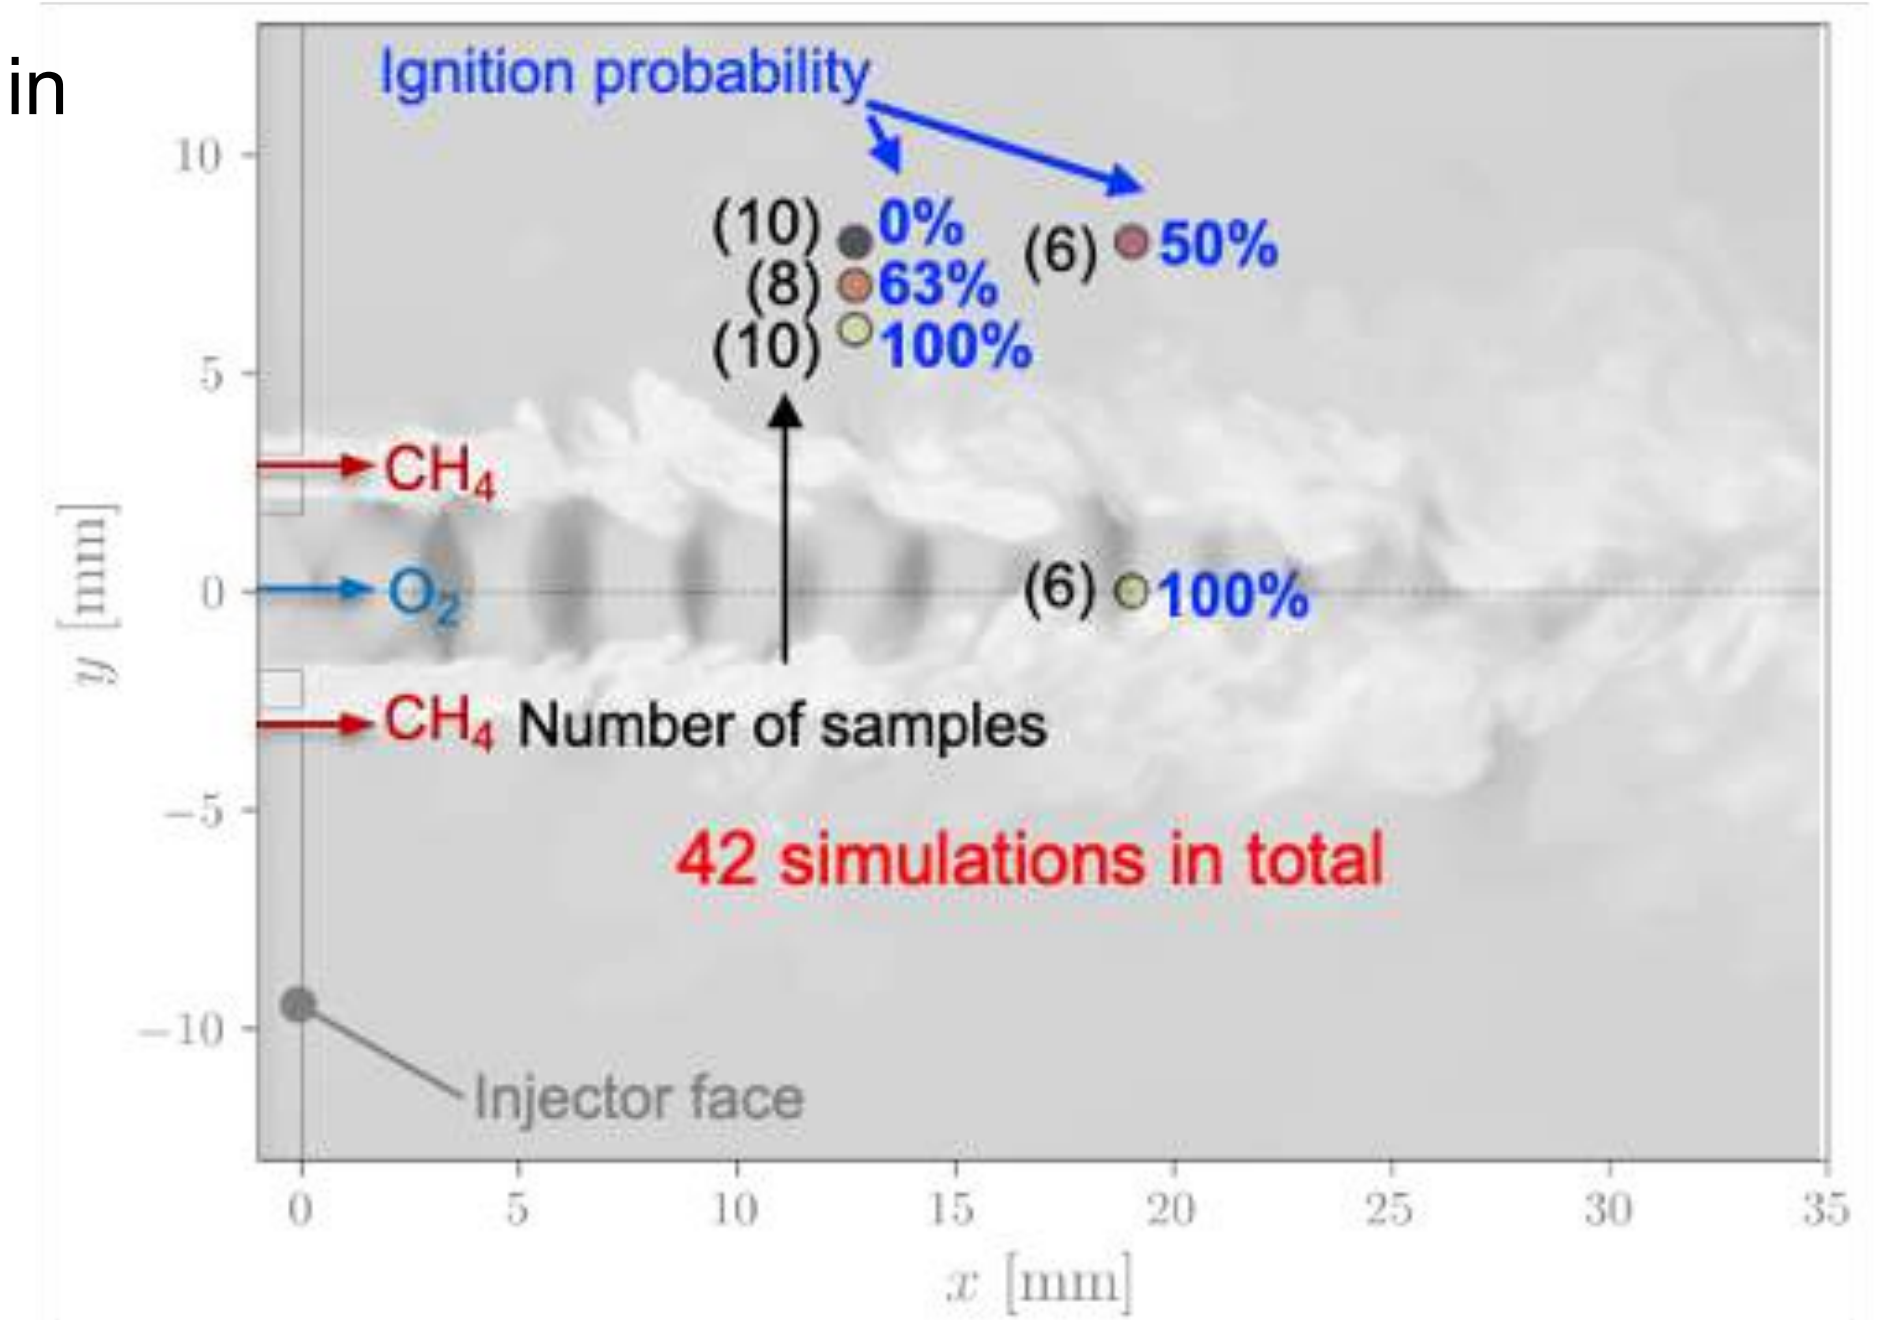 in
Ignition probability
10
(10) 0%
(6) 50%
(8) 63%
(10) 100%
5
CH₄
y [mm]
0
O₂
(6) 100%
CH₄
Number of samples
−5
42 simulations in total
−10
Injector face
0 5 10 15 20 25 30 35
x [mm]